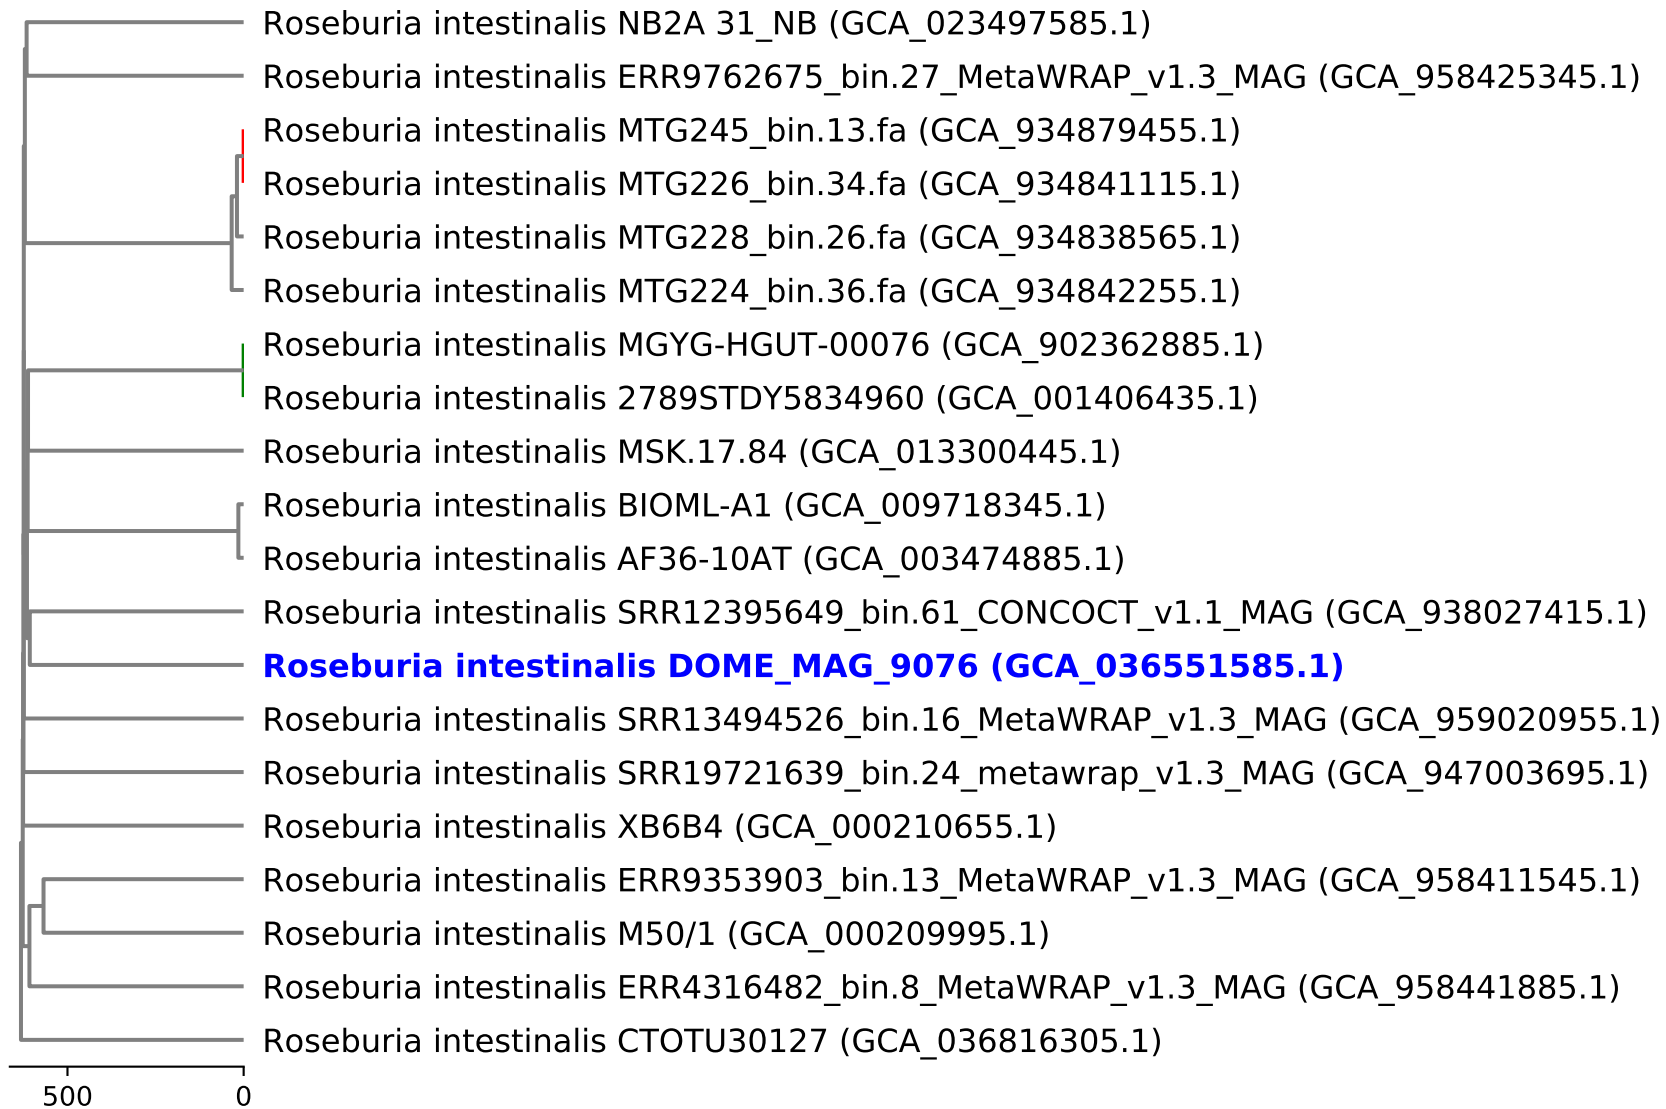 Roseburia intestinalis NB2A 31_NB (GCA_023497585.1)
Roseburia intestinalis ERR9762675_bin.27_MetaWRAP_v1.3_MAG (GCA_958425345.1)
Roseburia intestinalis MTG245_bin.13.fa (GCA_934879455.1)
Roseburia intestinalis MTG226_bin.34.fa (GCA_934841115.1)
Roseburia intestinalis MTG228_bin.26.fa (GCA_934838565.1)
Roseburia intestinalis MTG224_bin.36.fa (GCA_934842255.1)
Roseburia intestinalis MGYG-HGUT-00076 (GCA_902362885.1)
Roseburia intestinalis 2789STDY5834960 (GCA_001406435.1)
Roseburia intestinalis MSK.17.84 (GCA_013300445.1)
Roseburia intestinalis BIOML-A1 (GCA_009718345.1)
Roseburia intestinalis AF36-10AT (GCA_003474885.1)
Roseburia intestinalis SRR12395649_bin.61_CONCOCT_v1.1_MAG (GCA_938027415.1)
Roseburia intestinalis DOME_MAG_9076 (GCA_036551585.1)
Roseburia intestinalis SRR13494526_bin.16_MetaWRAP_v1.3_MAG (GCA_959020955.1)
Roseburia intestinalis SRR19721639_bin.24_metawrap_v1.3_MAG (GCA_947003695.1)
Roseburia intestinalis XB6B4 (GCA_000210655.1)
Roseburia intestinalis ERR9353903_bin.13_MetaWRAP_v1.3_MAG (GCA_958411545.1)
Roseburia intestinalis M50/1 (GCA_000209995.1)
Roseburia intestinalis ERR4316482_bin.8_MetaWRAP_v1.3_MAG (GCA_958441885.1)
Roseburia intestinalis CTOTU30127 (GCA_036816305.1)
500 0